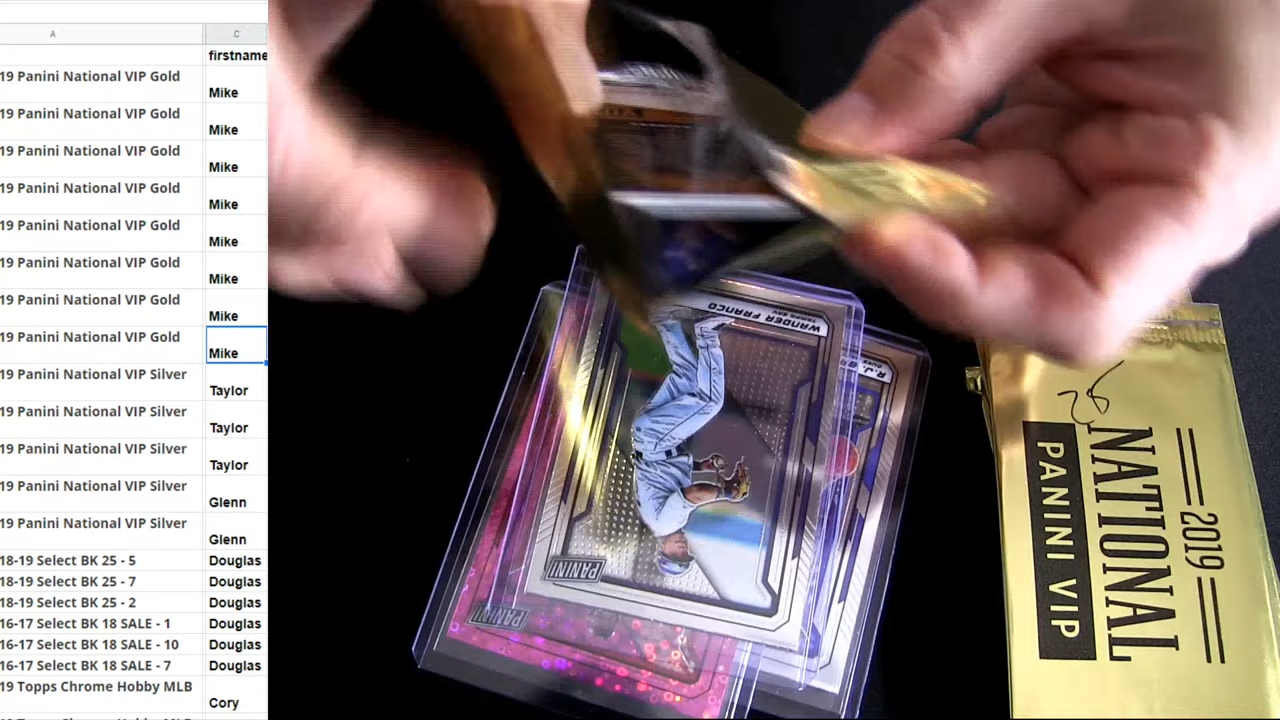 A C
firstname
19 Panini National VIP Gold Mike
19 Panini National VIP Gold Mike
19 Panini National VIP Gold Mike
19 Panini National VIP Gold Mike
19 Panini National VIP Gold Mike
19 Panini National VIP Gold Mike
19 Panini National VIP Gold Mike
19 Panini National VIP Gold Mike
19 Panini National VIP Silver Taylor
19 Panini National VIP Silver Taylor
19 Panini National VIP Silver Taylor
19 Panini National VIP Silver Glenn
19 Panini National VIP Silver Glenn
18-19 Select BK 25 - 5 Douglas
18-19 Select BK 25 - 7 Douglas
18-19 Select BK 25 - 2 Douglas
16-17 Select BK 18 SALE - 1 Douglas
16-17 Select BK 18 SALE - 10 Douglas
16-17 Select BK 18 SALE - 7 Douglas
19 Topps Chrome Hobby MLB Cory
WANDER FRANCO
TAMPA BAY
PANINI
PANINI
R.J.
2019
NATIONAL
PANINI VIP